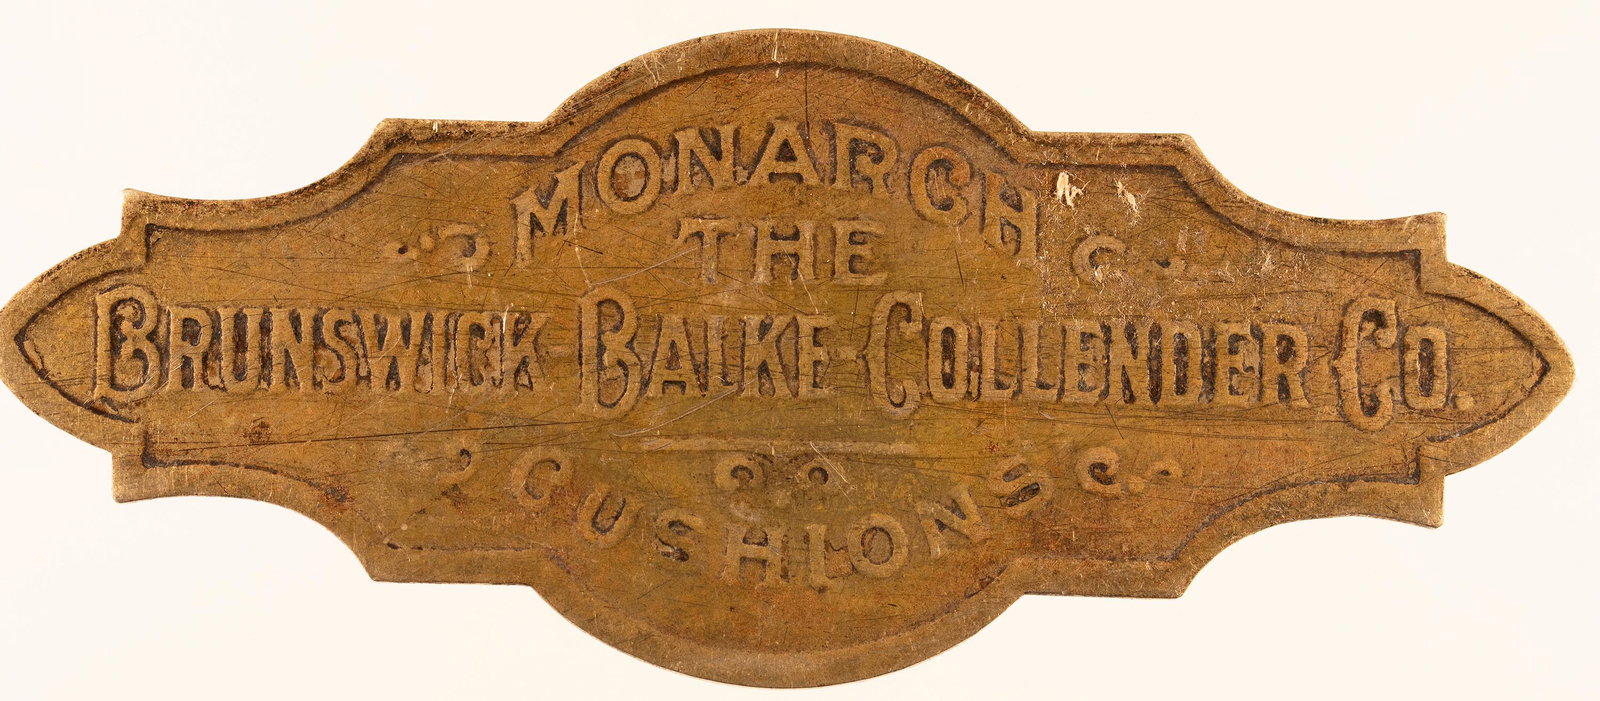 MONARCH
THE
BRUNSWICK-BALKE-COLLENDER CO.
CUSHIONS